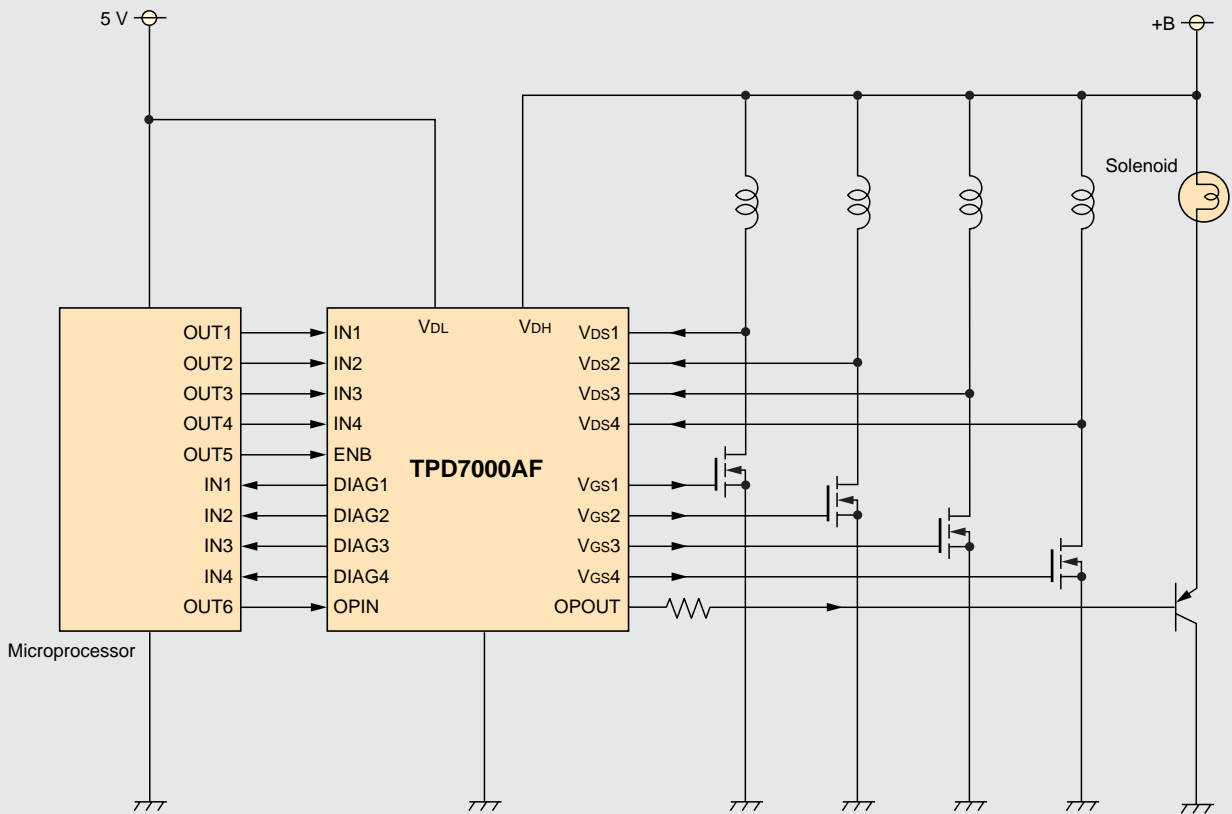 5 V
+B
Solenoid
OUT1
OUT2
OUT3
OUT4
OUT5
IN1
IN2
IN3
IN4
OUT6
Microprocessor
VDL
VDH
IN1
IN2
IN3
IN4
ENB
DIAG1
DIAG2
DIAG3
DIAG4
OPIN
TPD7000AF
VDS1
VDS2
VDS3
VDS4
VGS1
VGS2
VGS3
VGS4
OPOUT